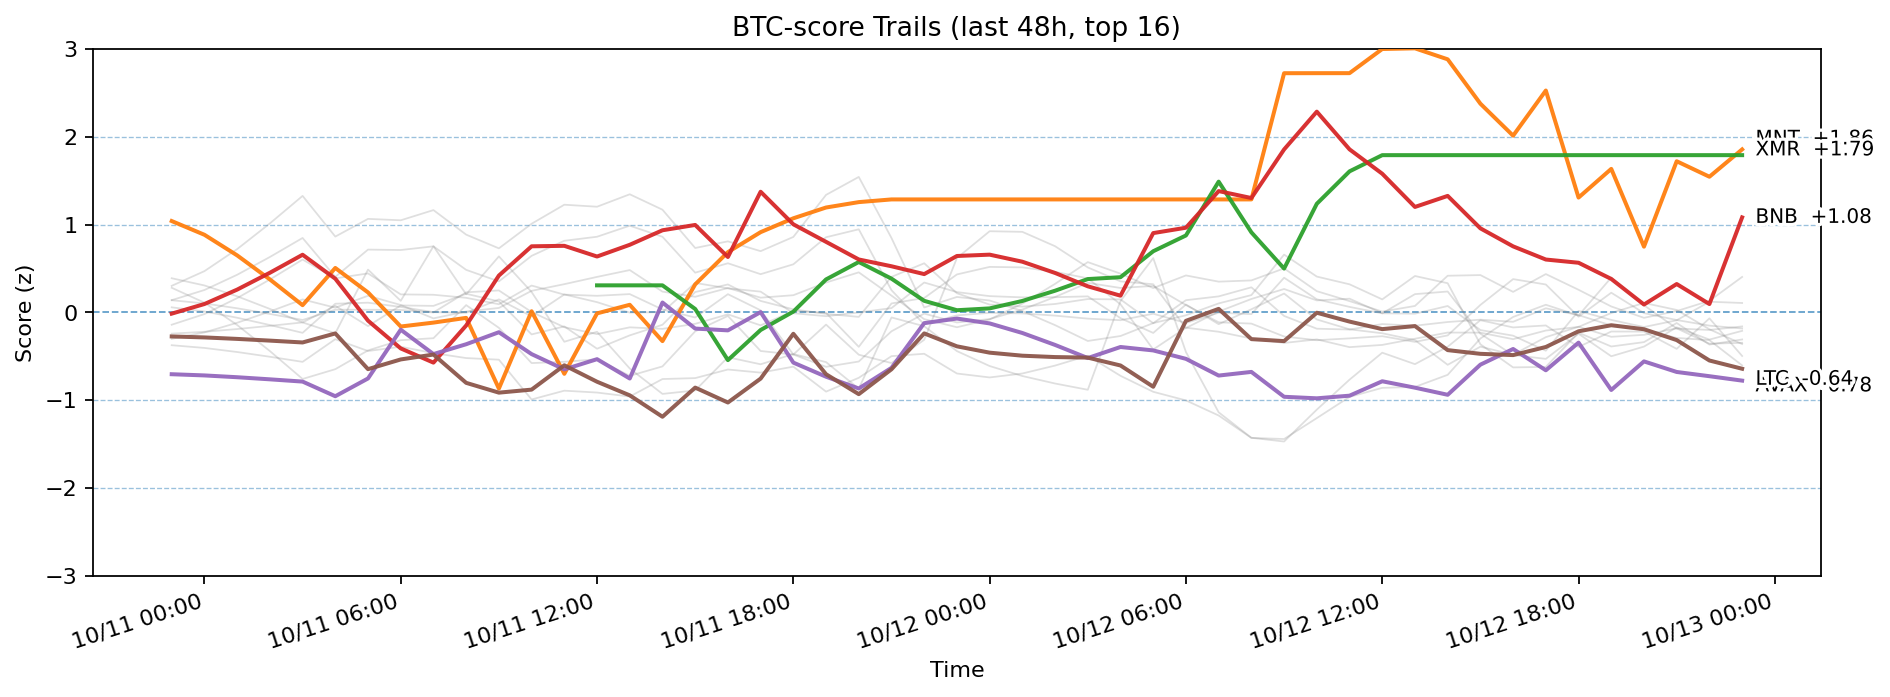 BTC-score Trails (last 48h, top 16)
3
2
1
0
−1
−2
−3
Score (z)
MNT +1.86
XMR +1.79
BNB +1.08
LTC -0.64
10/11 00:00
10/11 06:00
10/11 12:00
10/11 18:00
10/12 00:00
10/12 06:00
10/12 12:00
10/12 18:00
10/13 00:00
Time